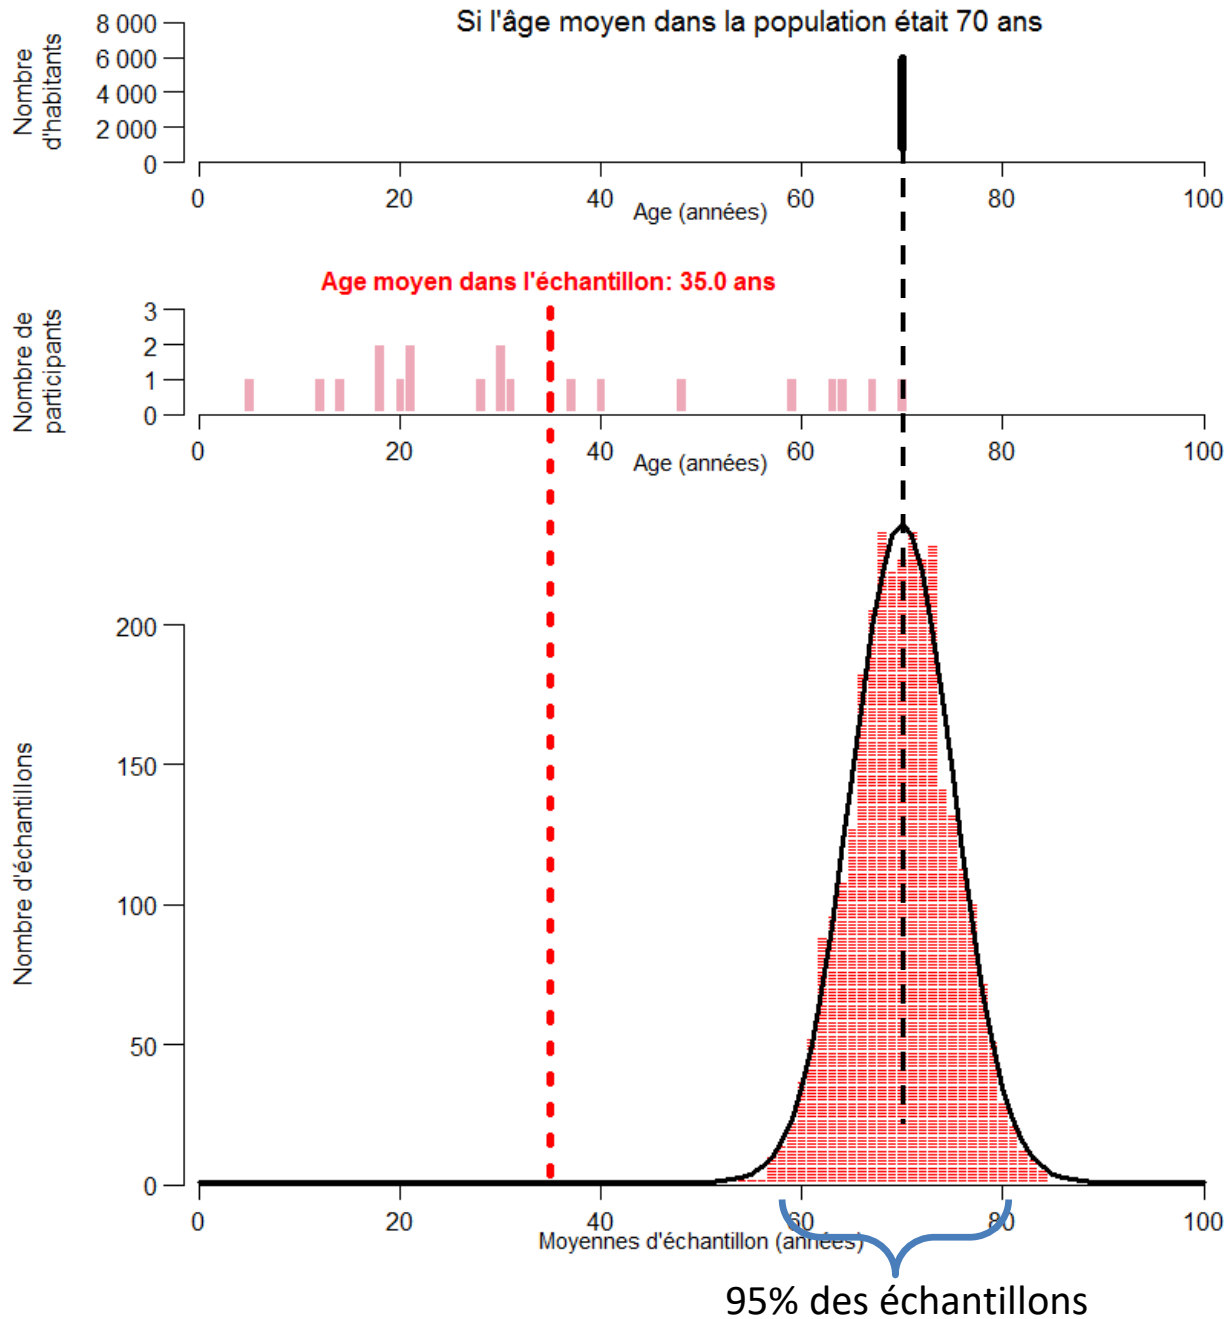 Si l'âge moyen dans la population était 70 ans
Nombre
d'habitants
8 000
6 000
4 000
2 000
0
0 20 40 60 80 100
Age (années)
Age moyen dans l'échantillon: 35.0 ans
Nombre de
participants
3
2
1
0
0 20 40 60 80 100
Age (années)
Nombre d'échantillons
200
150
100
50
0
0 20 40 60 80 100
Moyennes d'échantillon (années)
95% des échantillons